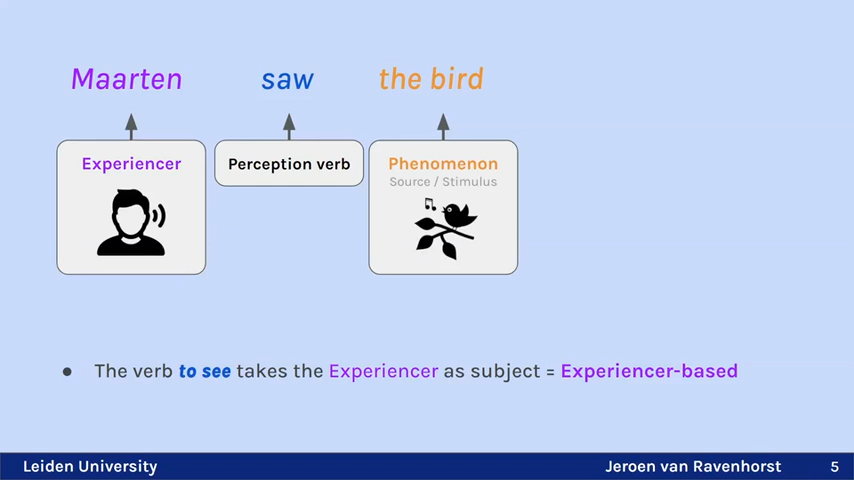 Maarten saw the bird
Experiencer Perception verb Phenomenon
Source / Stimulus
● The verb to see takes the Experiencer as subject = Experiencer-based
Leiden University Jeroen van Ravenhorst 5